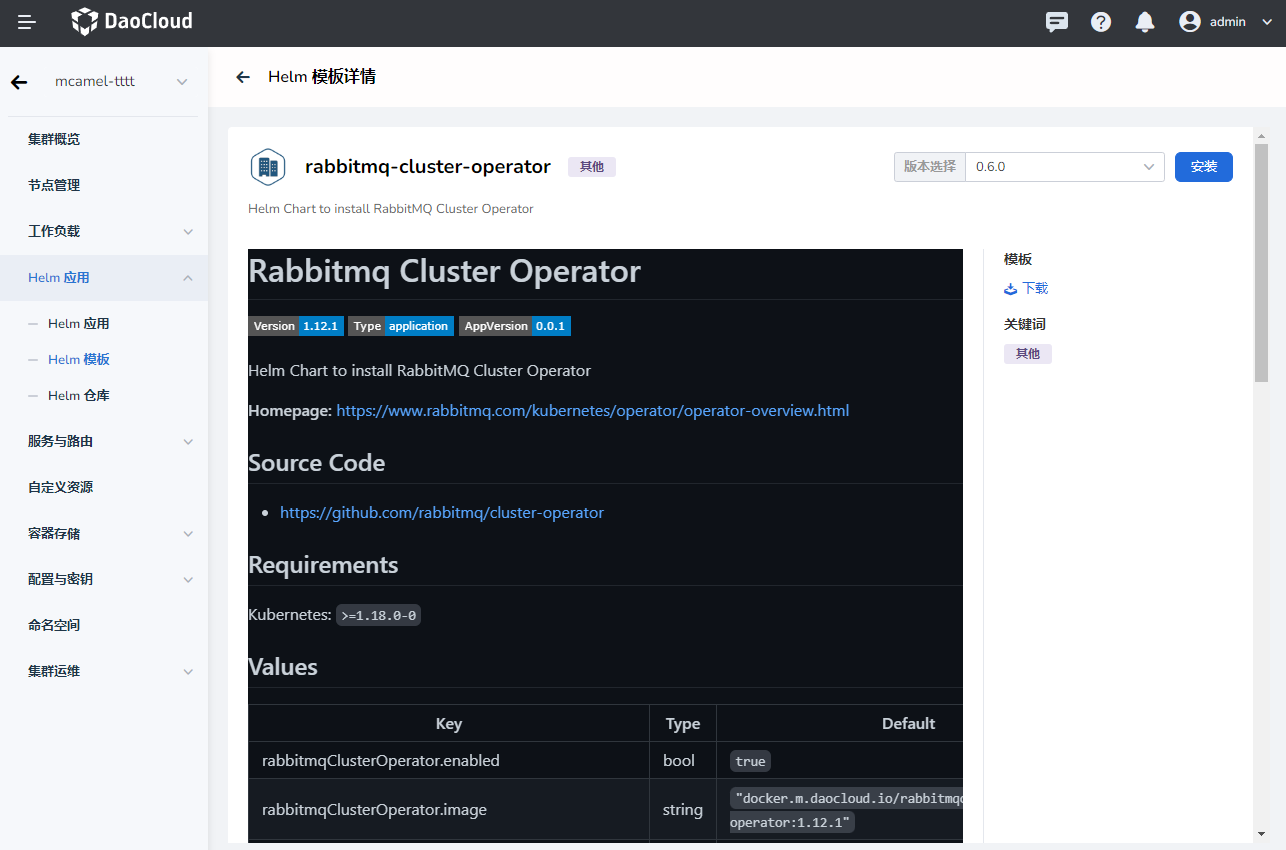 DaoCloud
admin
mcamel-tttt
集群概览
节点管理
工作负载
Helm 应用
Helm 应用
Helm 模板
Helm 仓库
服务与路由
自定义资源
容器存储
配置与密钥
命名空间
集群运维
Helm 模板详情
rabbitmq-cluster-operator 其他
版本选择 0.6.0 安装
Helm Chart to install RabbitMQ Cluster Operator
Rabbitmq Cluster Operator
Version 1.12.1 Type application AppVersion 0.0.1
Helm Chart to install RabbitMQ Cluster Operator
Homepage: https://www.rabbitmq.com/kubernetes/operator/operator-overview.html
Source Code
https://github.com/rabbitmq/cluster-operator
Requirements
Kubernetes: >=1.18.0-0
Values
Key Type Default
rabbitmqClusterOperator.enabled bool true
rabbitmqClusterOperator.image string "docker.m.daocloud.io/rabbitmq
operator:1.12.1"
模板
下载
关键词
其他